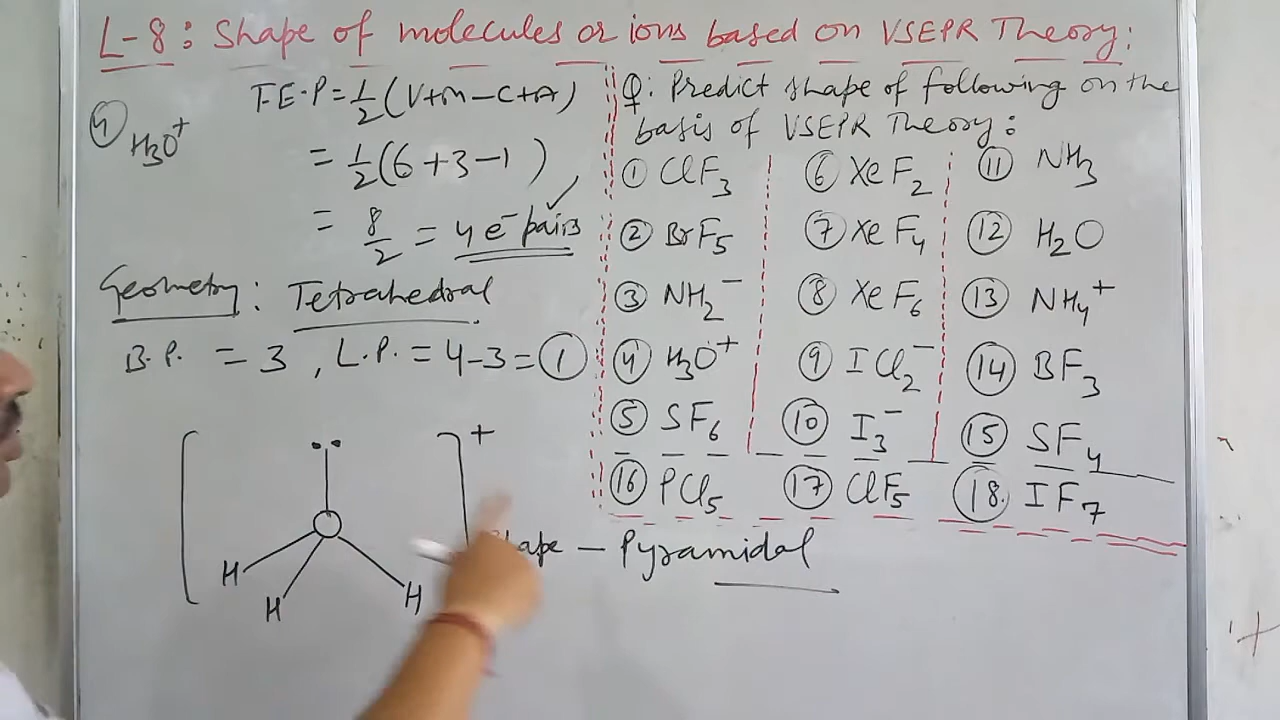 L-8: Shape of molecules or ions based on VSEPR Theory:
④ H₃O⁺
T.E.P = 1/2 (V+M-C+A)
= 1/2 (6+3-1)
= 8/2 = 4 e⁻ pairs ✓
Geometry: Tetrahedral
B.P. = 3, L.P. = 4-3 = ①
[
..
]⁺
H
H
H
Shape - Pyramidal
Q: Predict shape of following on the
basis of VSEPR Theory:
① ClF₃ ⑥ XeF₂ ⑪ NH₃
② BrF₅ ⑦ XeF₄ ⑫ H₂O
③ NH₂⁻ ⑧ XeF₆ ⑬ NH₄⁺
④ H₃O⁺ ⑨ ICl₂⁻ ⑭ BF₃
⑤ SF₆ ⑩ I₃⁻ ⑮ SF₄
⑯ PCl₅ ⑰ ClF₅ ⑱ IF₇